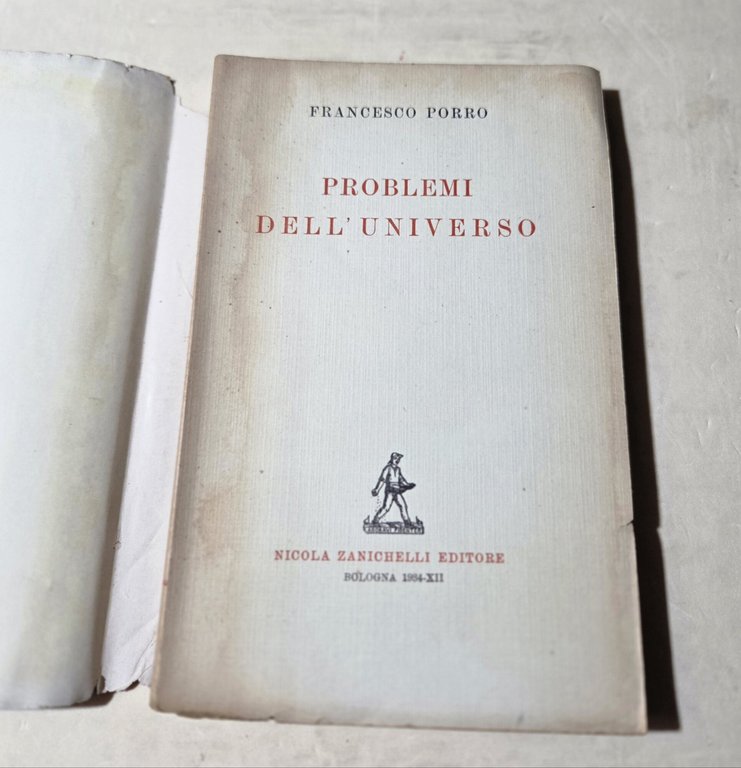 FRANCESCO PORRO
PROBLEMI
DELL'UNIVERSO
NICOLA ZANICHELLI EDITORE
BOLOGNA 1934-XII